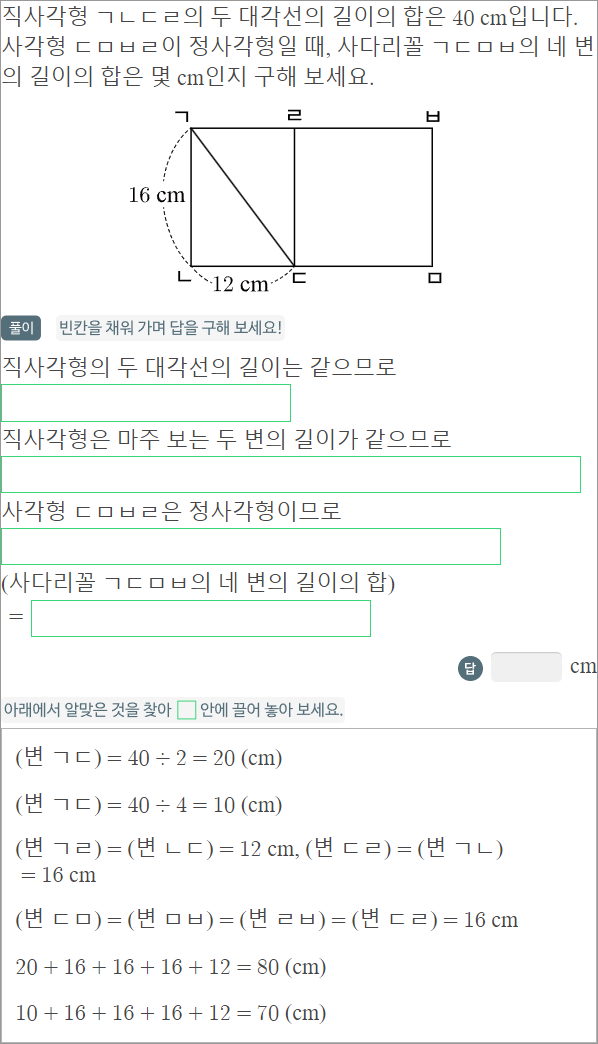 직사각형 ㄱㄴㄷㄹ의 두 대각선의 길이의 합은 40 cm입니다.
사각형 ㄷㅁㅂㄹ이 정사각형일 때, 사다리꼴 ㄱㄷㅁㅂ의 네 변
의 길이의 합은 몇 cm인지 구해 보세요.
ㄱ ㄹ ㅂ
16 cm
ㄴ 12 cm ㄷ ㅁ
풀이 빈칸을 채워 가며 답을 구해 보세요!
직사각형의 두 대각선의 길이는 같으므로
직사각형은 마주 보는 두 변의 길이가 같으므로
사각형 ㄷㅁㅂㄹ은 정사각형이므로
(사다리꼴 ㄱㄷㅁㅂ의 네 변의 길이의 합)
=
답 cm
아래에서 알맞은 것을 찾아 □ 안에 끌어 놓아 보세요.
(변 ㄱㄷ) = 40 ÷ 2 = 20 (cm)
(변 ㄱㄷ) = 40 ÷ 4 = 10 (cm)
(변 ㄱㄹ) = (변 ㄴㄷ) = 12 cm, (변 ㄷㄹ) = (변 ㄱㄴ)
= 16 cm
(변 ㄷㅁ) = (변 ㅁㅂ) = (변 ㄹㅂ) = (변 ㄷㄹ) = 16 cm
20 + 16 + 16 + 16 + 12 = 80 (cm)
10 + 16 + 16 + 16 + 12 = 70 (cm)